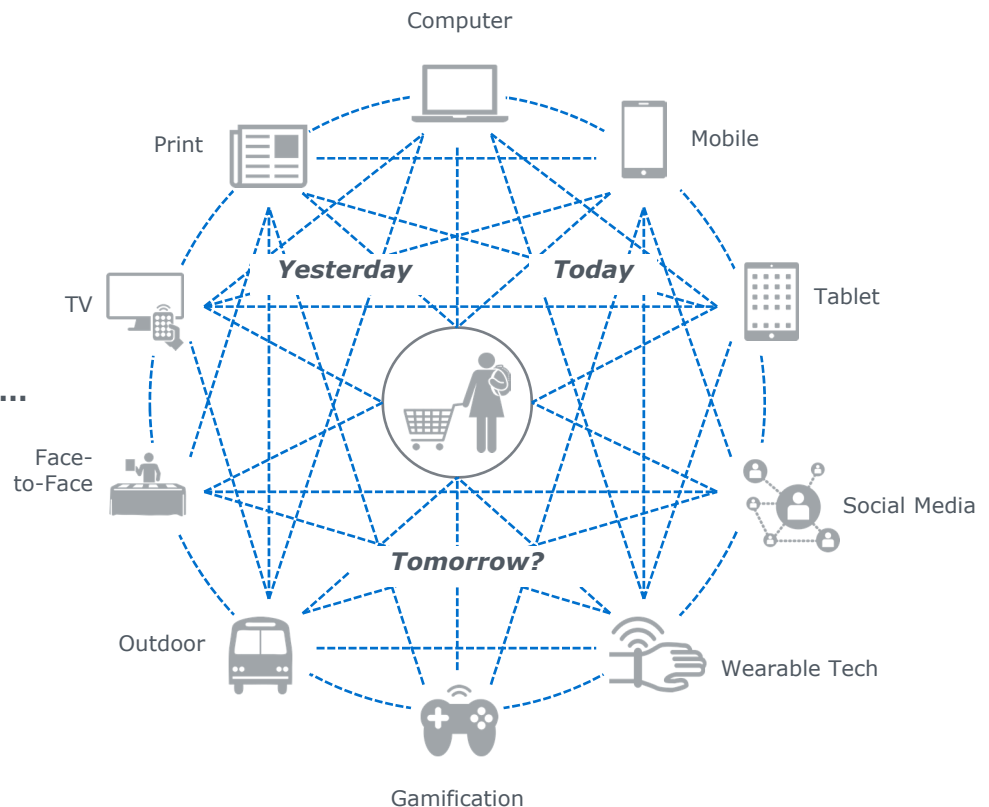 Computer
Print
Mobile
Yesterday
Today
TV
Tablet
...
Face-
to-Face
Social Media
Tomorrow?
Outdoor
Wearable Tech
Gamification